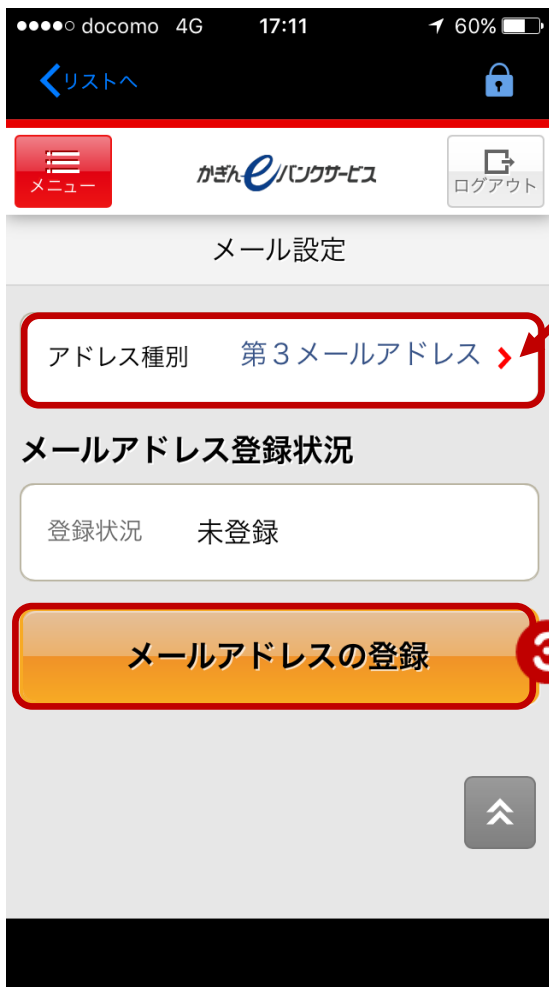 docomo 4G 17:11 60%
リストへ
メニュー
かぎんeバンクサービス
ログアウト
メール設定
アドレス種別 第３メールアドレス
メールアドレス登録状況
登録状況 未登録
メールアドレスの登録
3